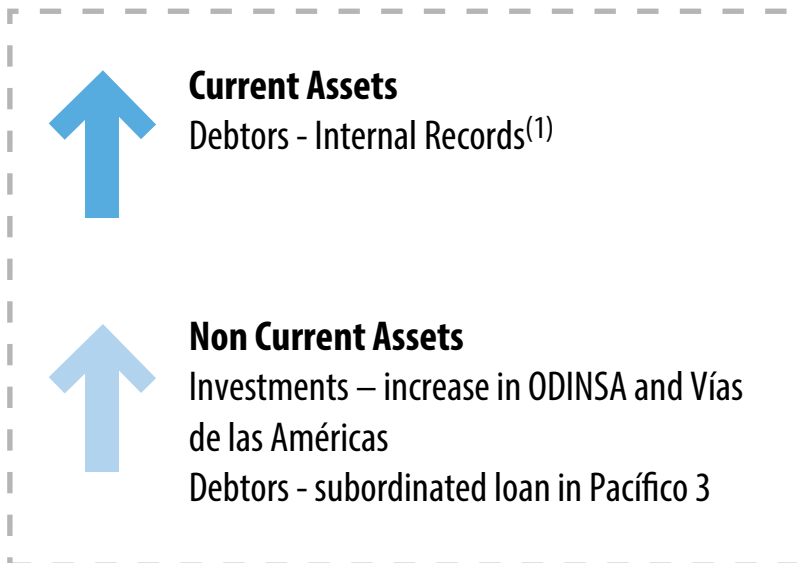 Current Assets
Debtors - Internal Records(1)
Non Current Assets
Investments – increase in ODINSA and Vías
de las Américas
Debtors - subordinated loan in Pacífico 3